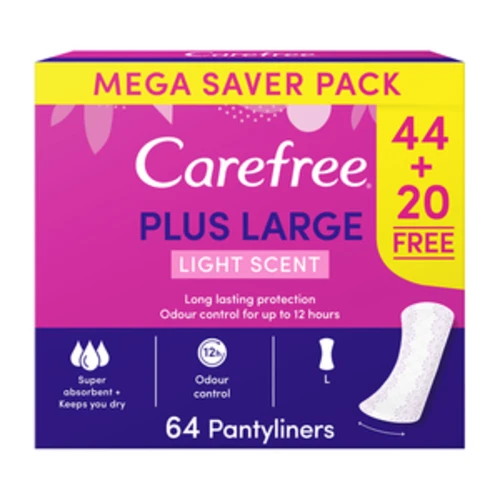 Carefree
MEGA SAVER PACK
44
+
20
FREE
Carefree®
PLUS LARGE
LIGHT SCENT
Long lasting protection
Odour control for up to 12 hours
12h
Super
absorbent +
Keeps you dry
Odour
control
L
64 Pantyliners